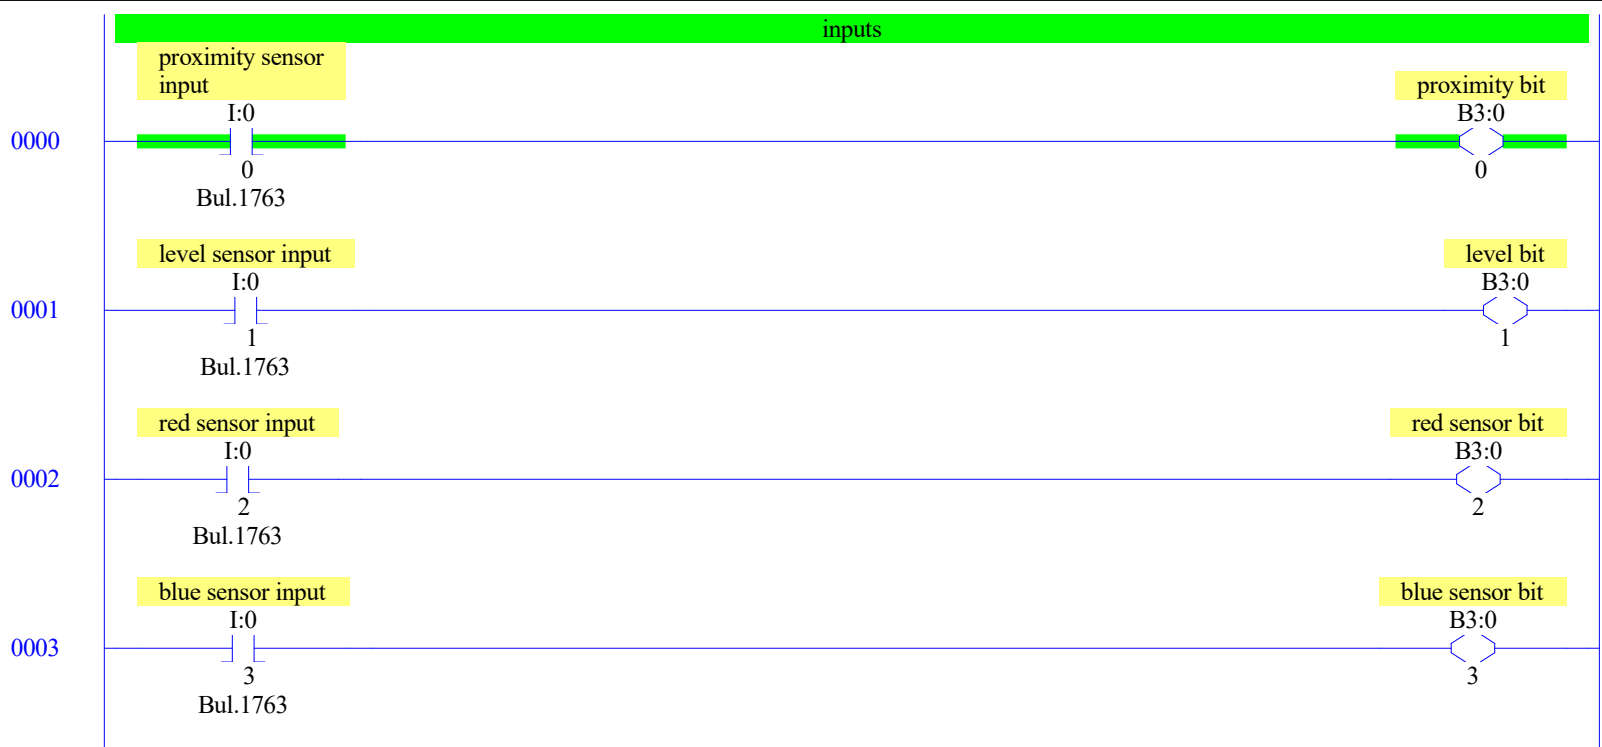 inputs
proximity sensor
input
proximity bit
I:0
B3:0
0000
0
0
Bul.1763
level sensor input
level bit
I:0
B3:0
0001
1
1
Bul.1763
red sensor input
red sensor bit
I:0
B3:0
0002
2
2
Bul.1763
blue sensor input
blue sensor bit
I:0
B3:0
0003
3
3
Bul.1763